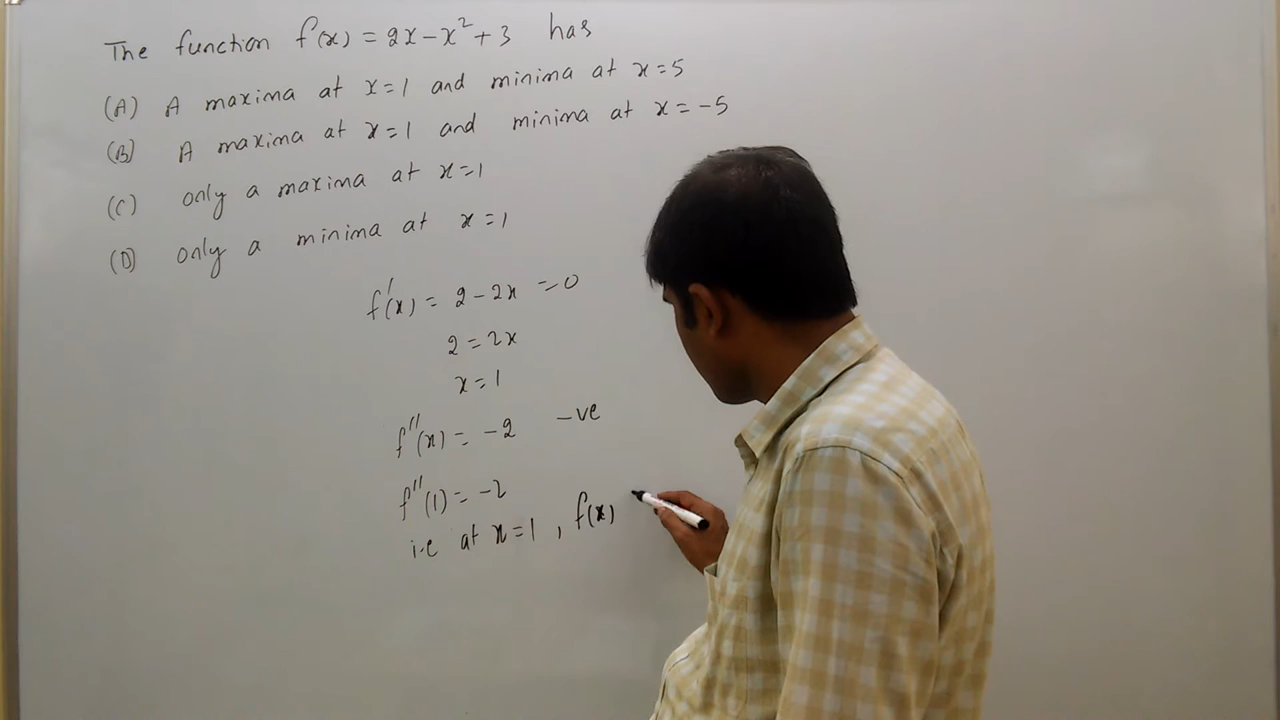 The function f(x) = 2x - x² + 3 has
(A) A maxima at x=1 and minima at x=5
(B) A maxima at x=1 and minima at x = -5
(C) only a maxima at x=1
(D) only a minima at x=1
f'(x) = 2 - 2x = 0
2 = 2x
x = 1
f''(x) = -2 -ve
f''(1) = -2
i.e at x=1, f(x)